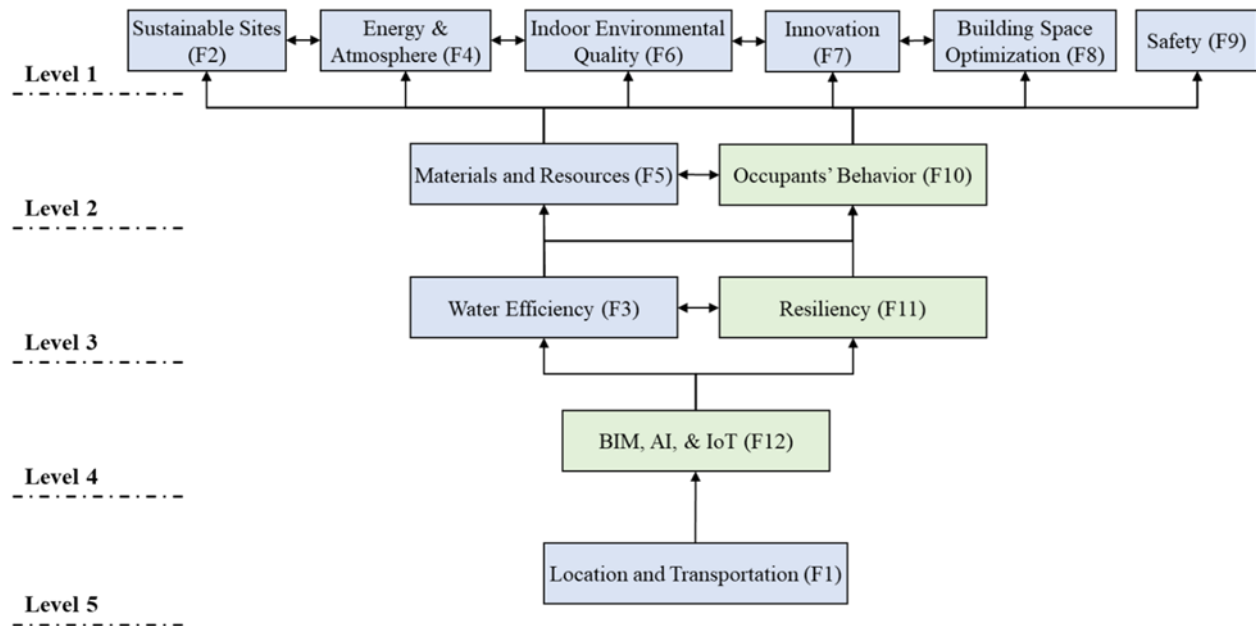 Sustainable Sites
(F2)
Energy &
Atmosphere (F4)
Indoor Environmental
Quality (F6)
Innovation
(F7)
Building Space
Optimization (F8)
Safety (F9)
Level 1
Materials and Resources (F5)
Occupants’ Behavior (F10)
Level 2
Water Efficiency (F3)
Resiliency (F11)
Level 3
BIM, AI, & IoT (F12)
Level 4
Location and Transportation (F1)
Level 5